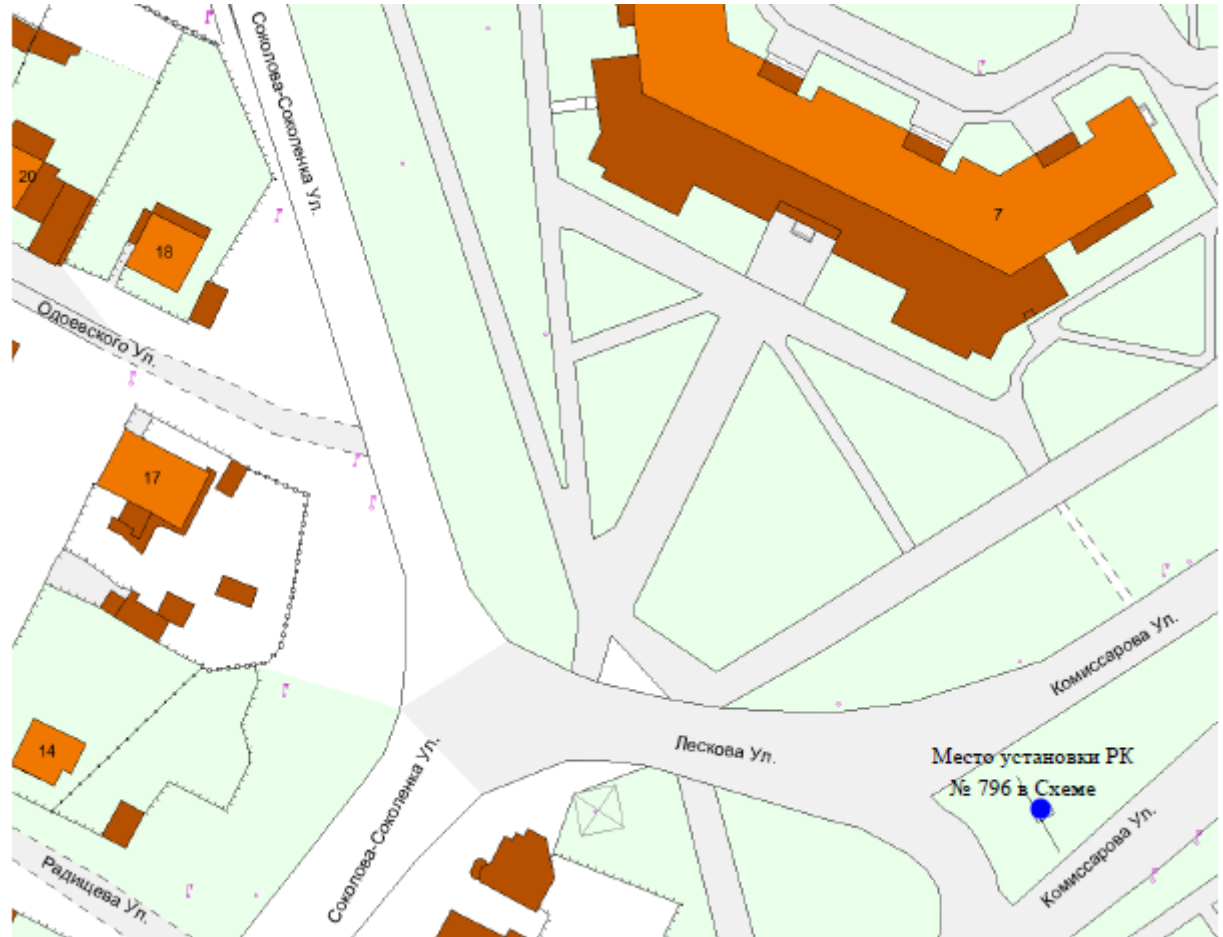 Соколова-Соколенка Ул.
20
18
7
Одоевского Ул.
17
Комиссарова Ул.
14
Лескова Ул.
Место установки РК
№ 796 в Схеме
Соколова-Соколенка Ул.
Комиссарова Ул.
Радищева Ул.